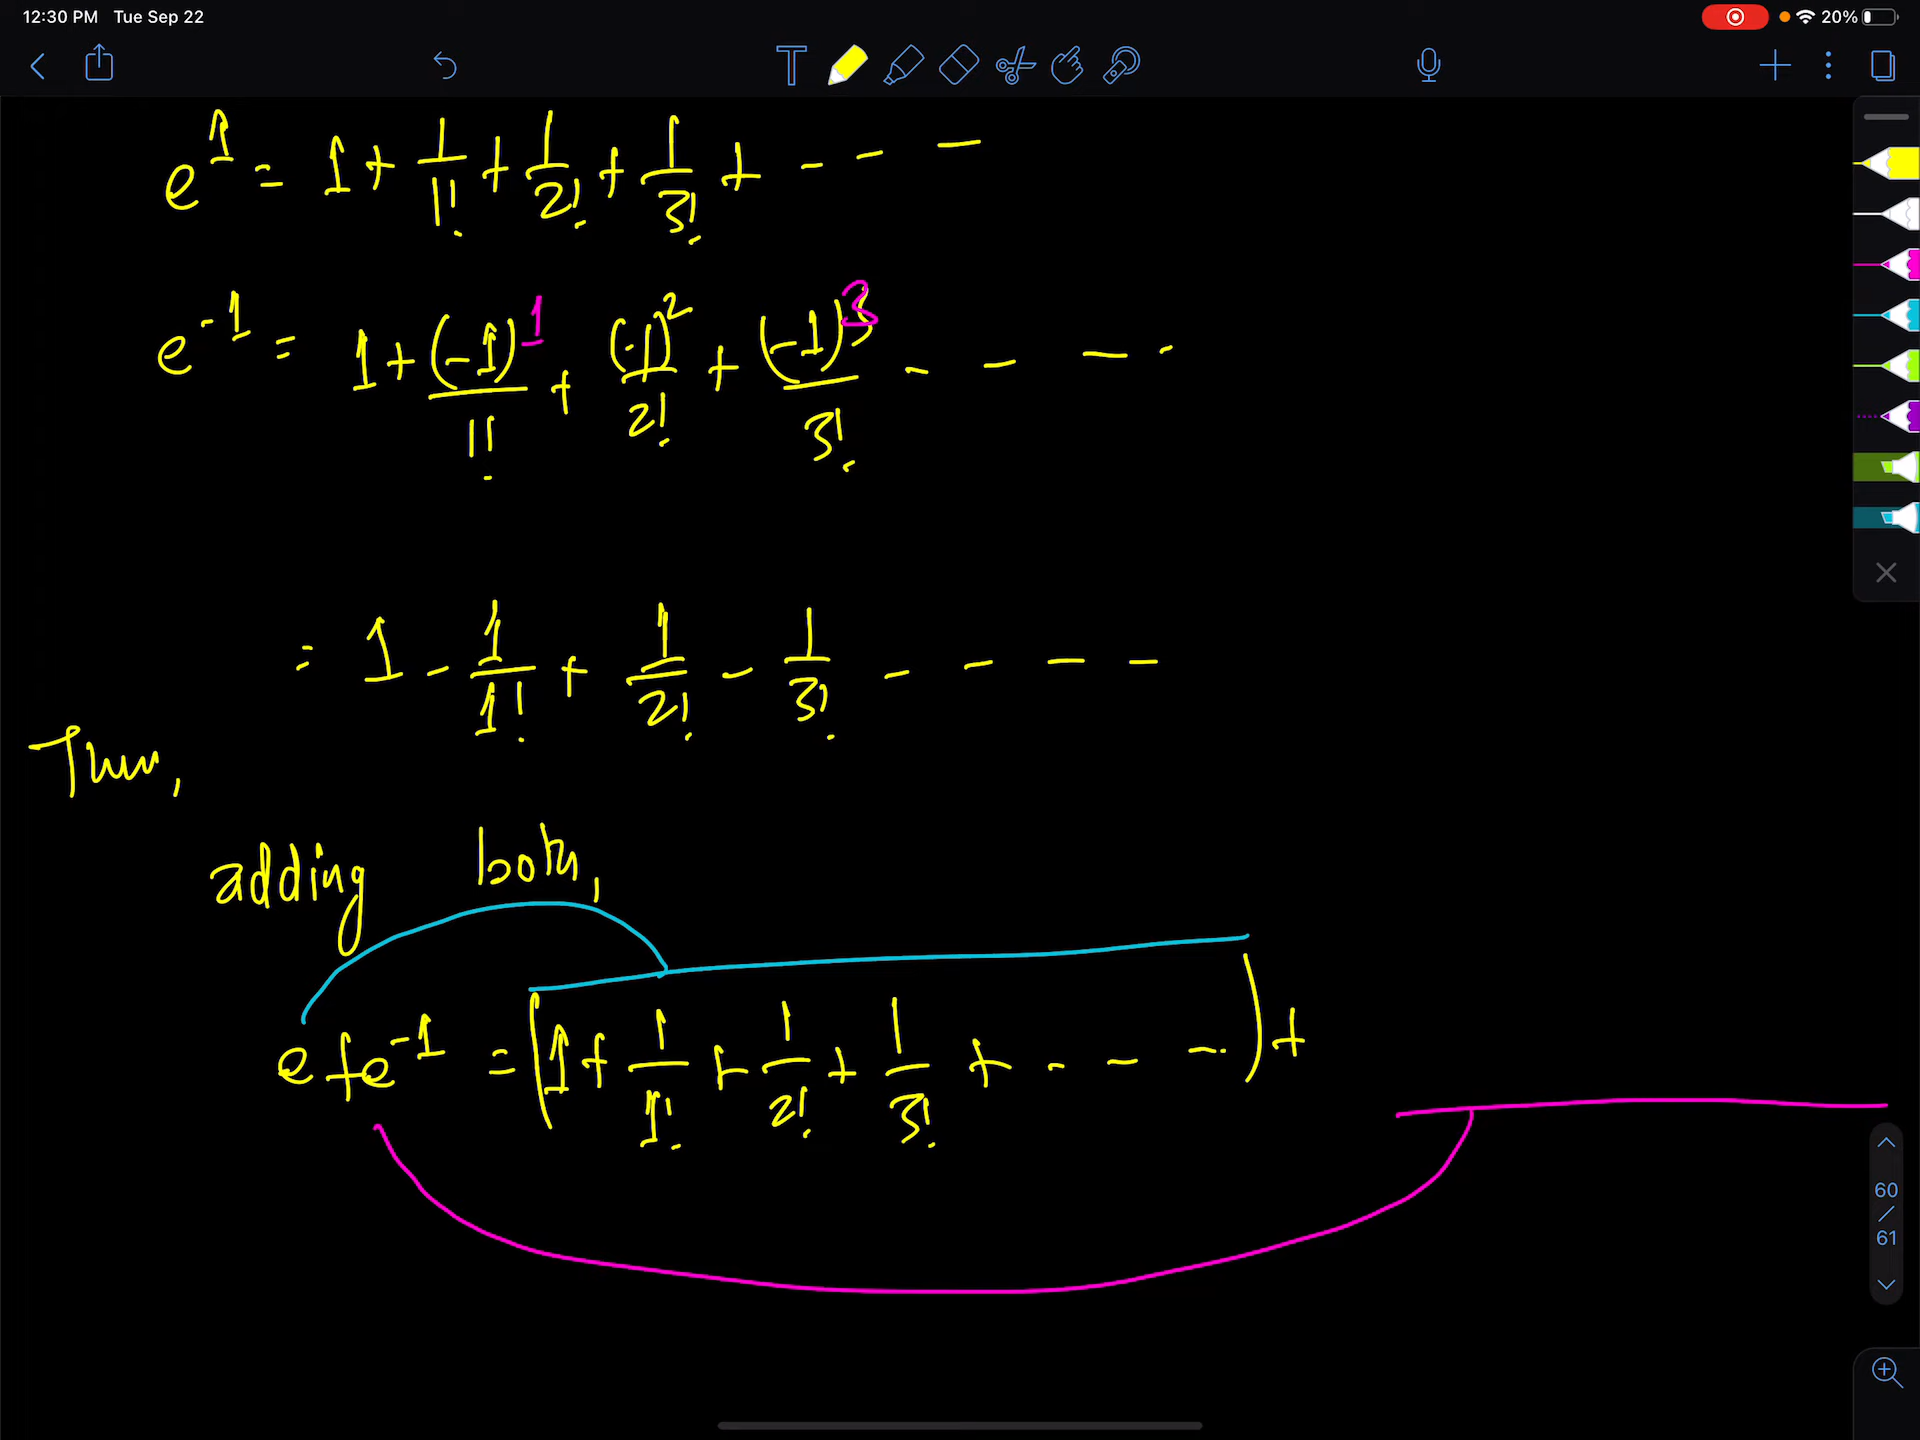 12:30 PM Tue Sep 22 20%
e^1 = 1 + 1/1! + 1/2! + 1/3! + - - -
e^-1 = 1 + (-1)^1/1! + (-1)^2/2! + (-1)^3/3! - - - -
= 1 - 1/1! + 1/2! - 1/3! - - - -
adding both,
e + e^-1 = (1 + 1/1! + 1/2! + 1/3! + - - - ) +
60
/
61